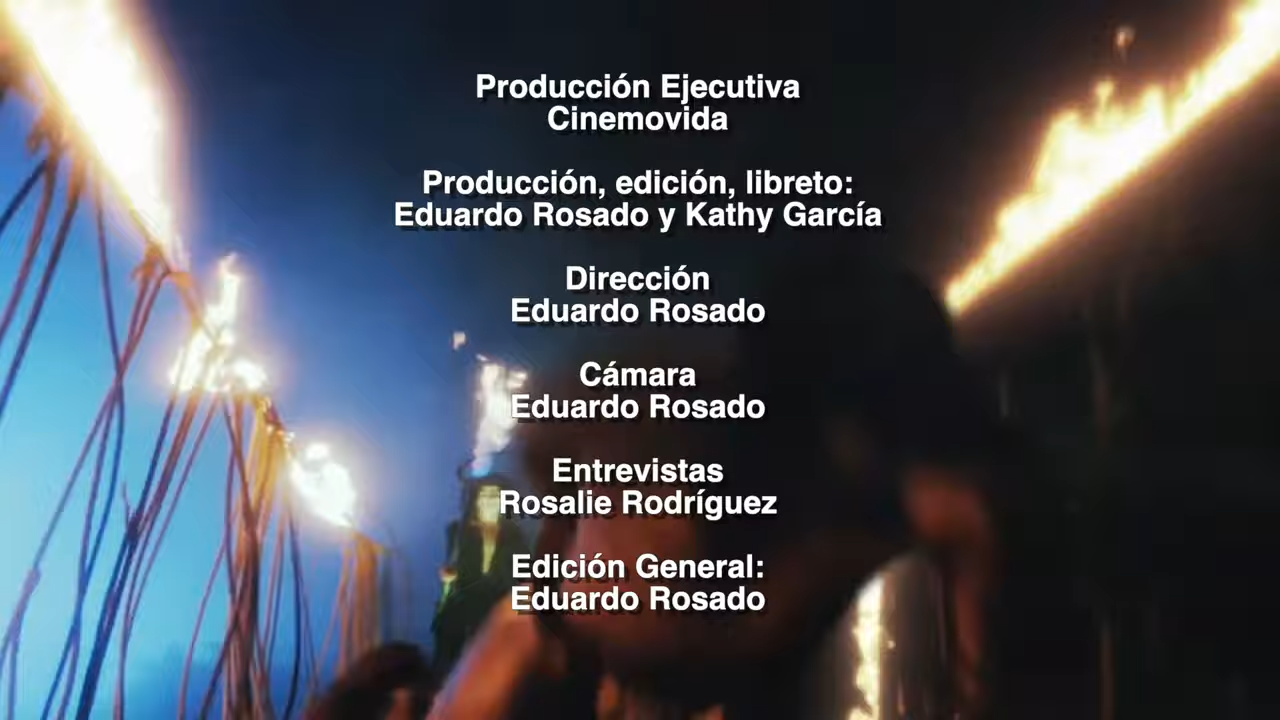 Producción Ejecutiva
Cinemovida
Producción, edición, libreto:
Eduardo Rosado y Kathy García
Dirección
Eduardo Rosado
Cámara
Eduardo Rosado
Entrevistas
Rosalie Rodríguez
Edición General:
Eduardo Rosado